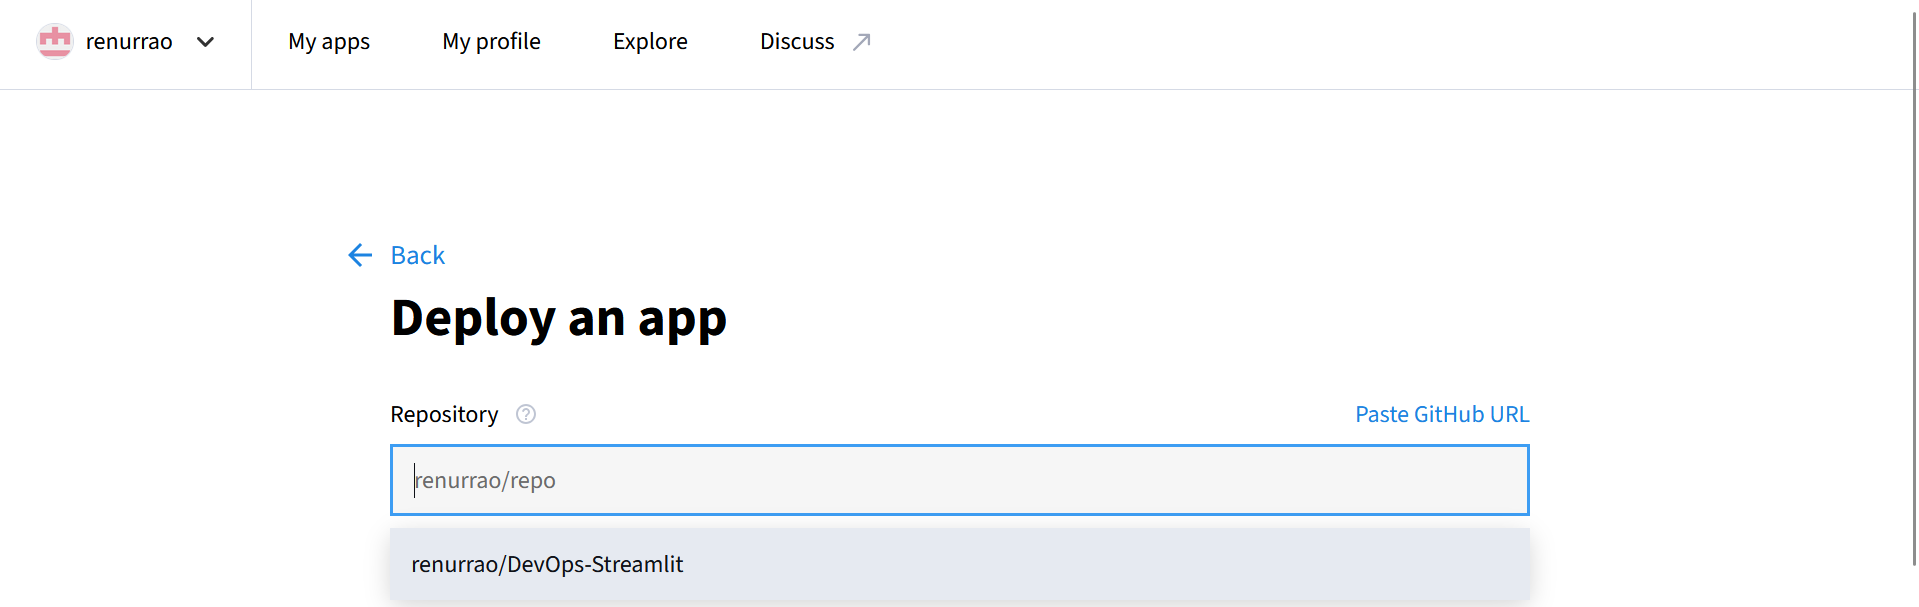 renurrao My apps My profile Explore Discuss
Back
Deploy an app
Repository Paste GitHub URL
renurrao/repo
renurrao/DevOps-Streamlit